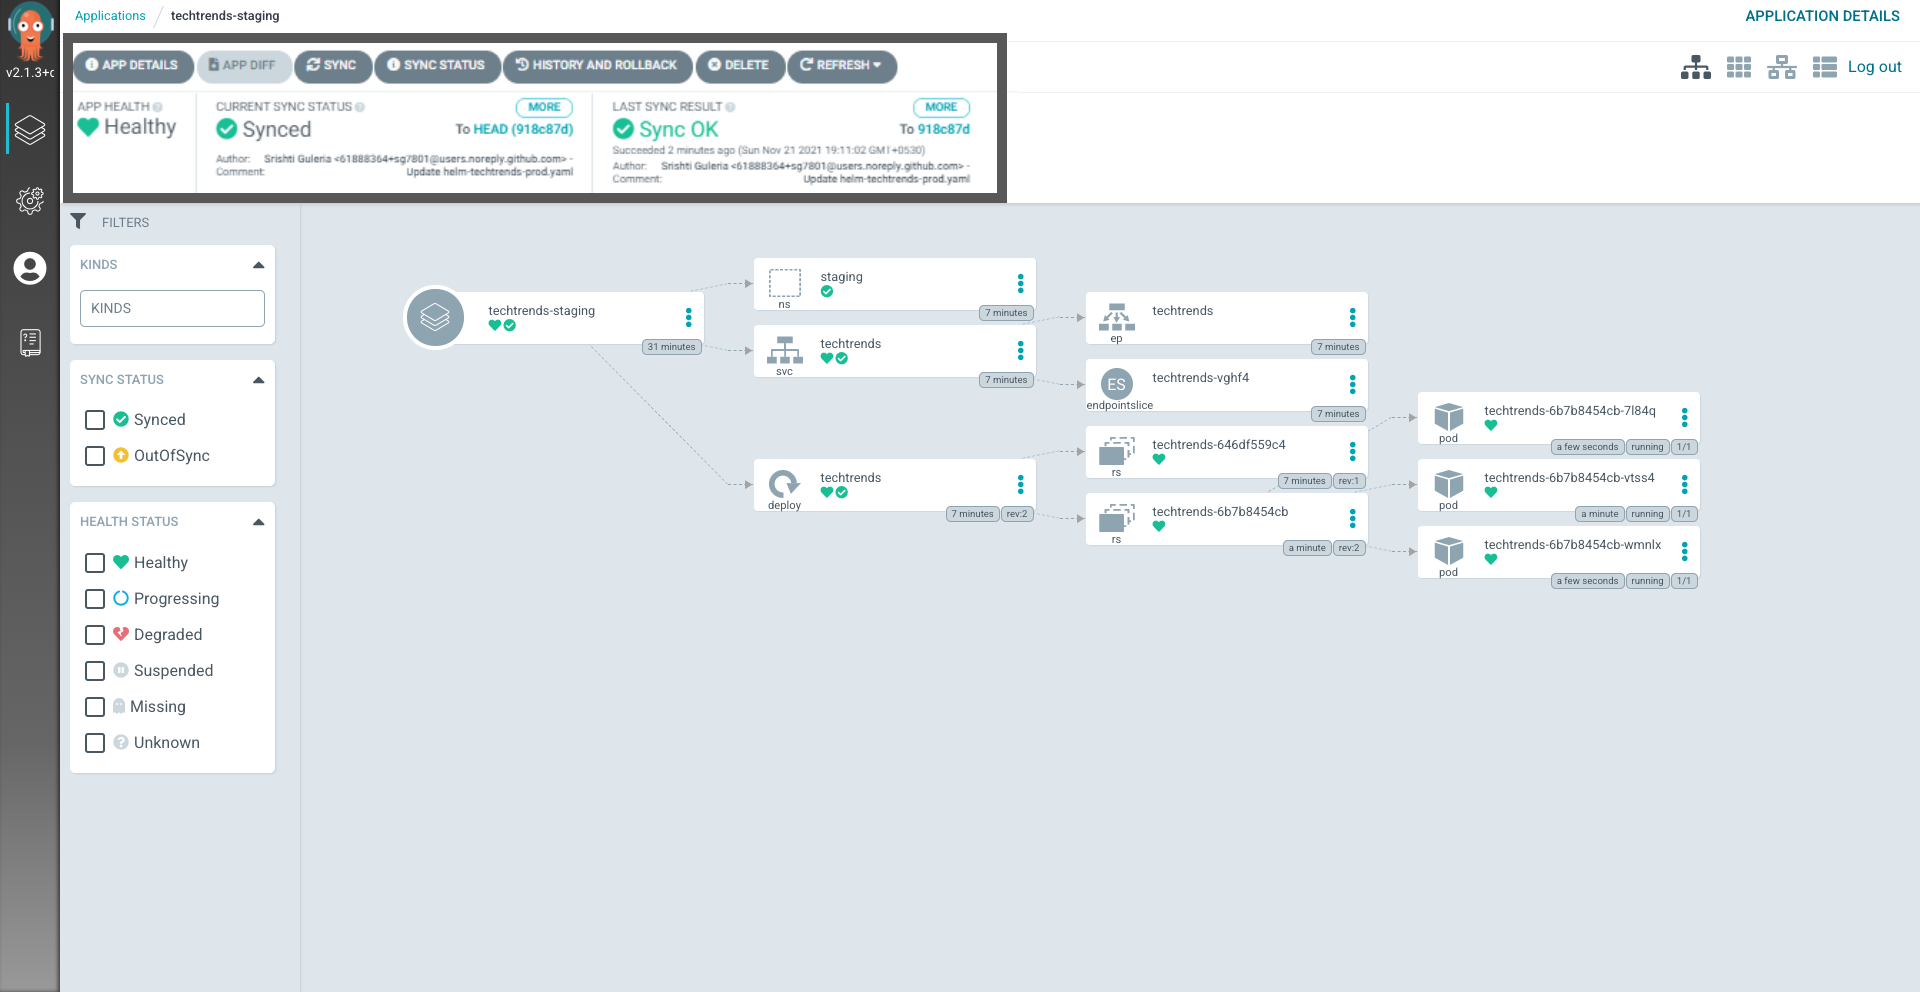 Applications / techtrends-staging
APPLICATION DETAILS
v2.1.3+
APP DETAILS
APP DIFF
SYNC
SYNC STATUS
HISTORY AND ROLLBACK
DELETE
REFRESH
Log out
APP HEALTH
Healthy
CURRENT SYNC STATUS
MORE
Synced
To HEAD (918c87d)
Author: Srishti Guleria <61888364+sg7801@users.noreply.github.com> -
Comment: Update helm-techtrends-prod.yaml
LAST SYNC RESULT
MORE
Sync OK
To 918c87d
Succeeded 2 minutes ago (Sun Nov 21 2021 19:11:02 GMT+0530)
Author: Srishti Guleria <61888364+sg7801@users.noreply.github.com> -
Comment: Update helm-techtrends-prod.yaml
FILTERS
KINDS
KINDS
SYNC STATUS
Synced
OutOfSync
HEALTH STATUS
Healthy
Progressing
Degraded
Suspended
Missing
Unknown
techtrends-staging
31 minutes
staging
ns
7 minutes
techtrends
svc
7 minutes
techtrends
deploy
7 minutes rev:2
techtrends
ep
7 minutes
ES
techtrends-vghf4
endpointslice
7 minutes
techtrends-646df559c4
rs
7 minutes rev:1
techtrends-6b7b8454cb
rs
a minute rev:2
techtrends-6b7b8454cb-7l84q
pod
a few seconds running 1/1
techtrends-6b7b8454cb-vtss4
pod
a minute running 1/1
techtrends-6b7b8454cb-wmnlx
pod
a few seconds running 1/1